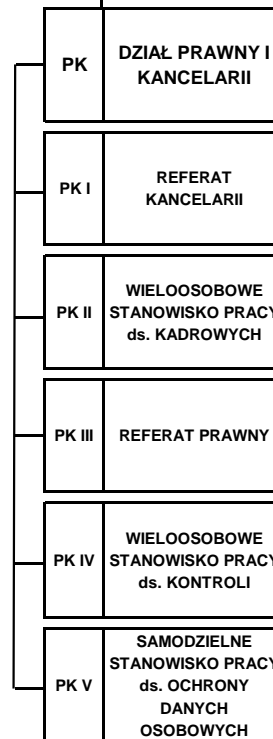 PK
DZIAŁ PRAWNY I
KANCELARII
PK I
REFERAT
KANCELARII
PK II
WIELOOSOBOWE
STANOWISKO PRACY
ds. KADROWYCH
PK III
REFERAT PRAWNY
PK IV
WIELOOSOBOWE
STANOWISKO PRACY
ds. KONTROLI
PK V
SAMODZIELNE
STANOWISKO PRACY
ds. OCHRONY
DANYCH
OSOBOWYCH